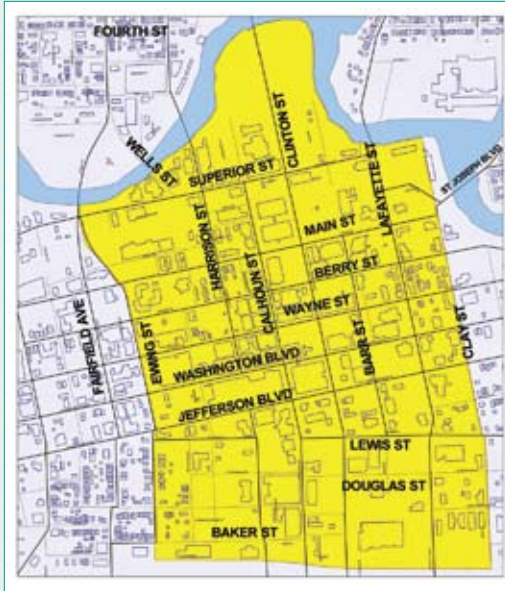 FOURTH ST
WELLS ST
SUPERIOR ST
CLINTON ST
LAFAYETTE ST
ST JOSEPH BLVD
HARRISON ST
MAIN ST
CALHOUN ST
BERRY ST
WAYNE ST
FAIRFIELD AVE
EWING ST
BARR ST
CLAY ST
WASHINGTON BLVD
JEFFERSON BLVD
LEWIS ST
DOUGLAS ST
BAKER ST